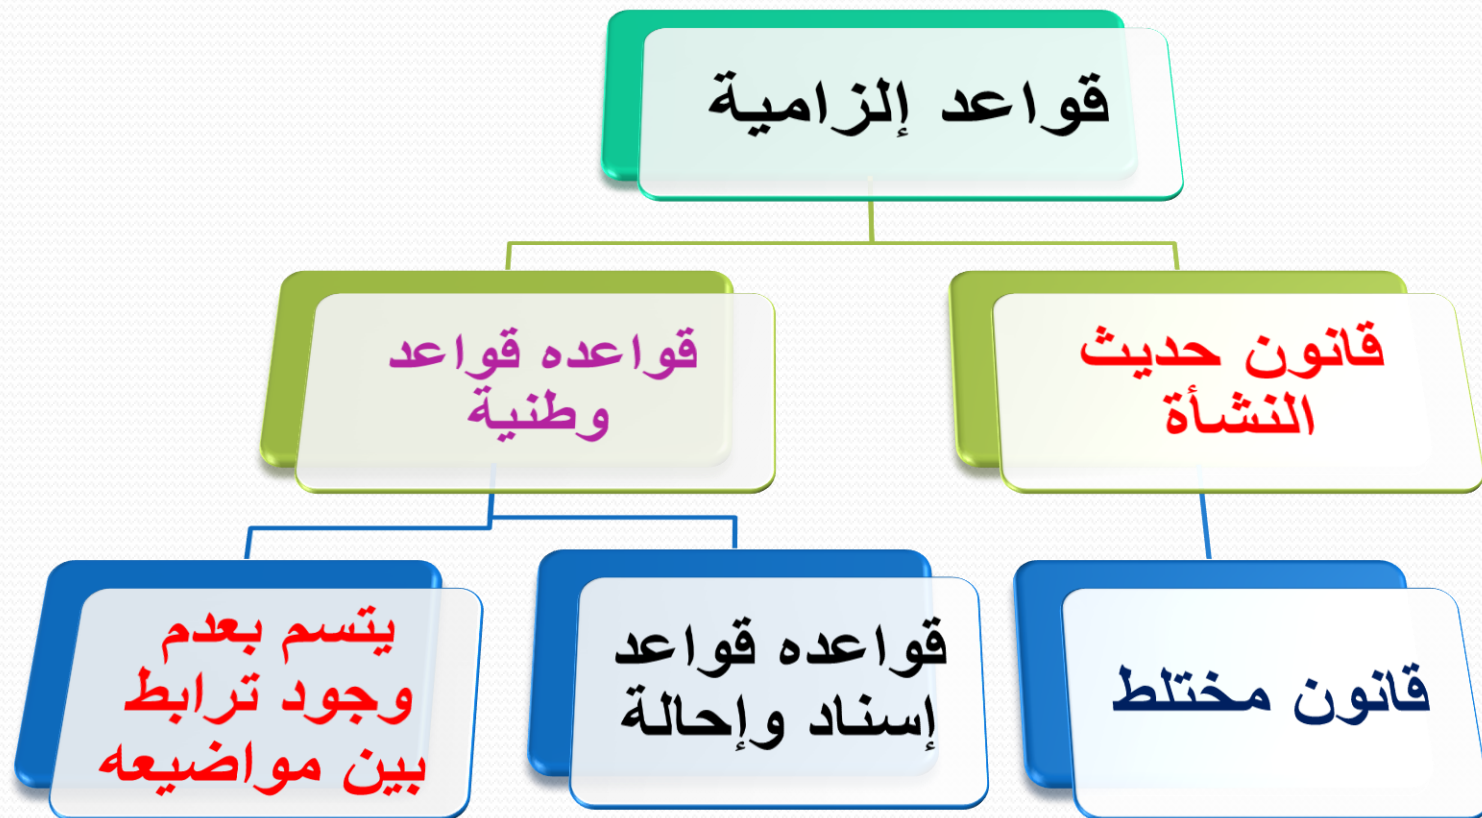 قواعد إلزامية
قانون حديث
النشأة
قواعده قواعد
وطنية
قانون مختلط
قواعده قواعد
إسناد وإحالة
يتسم بعدم
وجود ترابط
بين مواضيعه